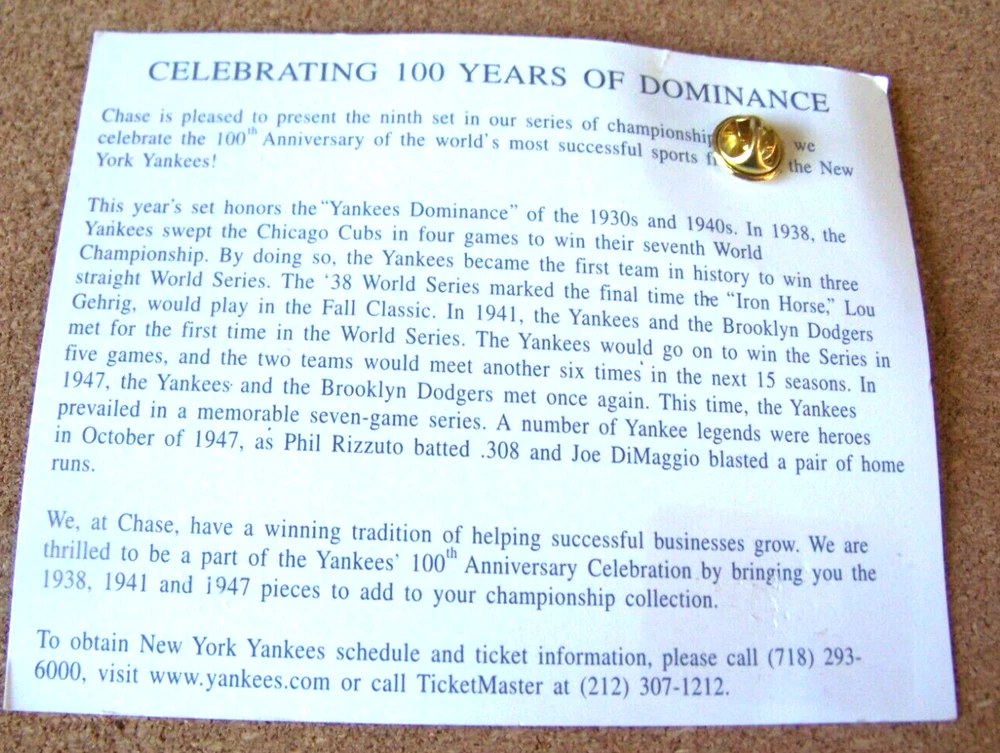 CELEBRATING 100 YEARS OF DOMINANCE
Chase is pleased to present the ninth set in our series of championship we
celebrate the 100th Anniversary of the world's most successful sports the New
York Yankees!
This year's set honors the "Yankees Dominance" of the 1930s and 1940s. In 1938, the
Yankees swept the Chicago Cubs in four games to win their seventh World
Championship. By doing so, the Yankees became the first team in history to win three
straight World Series. The '38 World Series marked the final time the "Iron Horse," Lou
Gehrig, would play in the Fall Classic. In 1941, the Yankees and the Brooklyn Dodgers
met for the first time in the World Series. The Yankees would go on to win the Series in
five games, and the two teams would meet another six times in the next 15 seasons. In
1947, the Yankees and the Brooklyn Dodgers met once again. This time, the Yankees
prevailed in a memorable seven-game series. A number of Yankee legends were heroes
in October of 1947, as Phil Rizzuto batted .308 and Joe DiMaggio blasted a pair of home
runs.
We, at Chase, have a winning tradition of helping successful businesses grow. We are
thrilled to be a part of the Yankees' 100th Anniversary Celebration by bringing you the
1938, 1941 and 1947 pieces to add to your championship collection.
To obtain New York Yankees schedule and ticket information, please call (718) 293-
6000, visit www.yankees.com or call TicketMaster at (212) 307-1212.